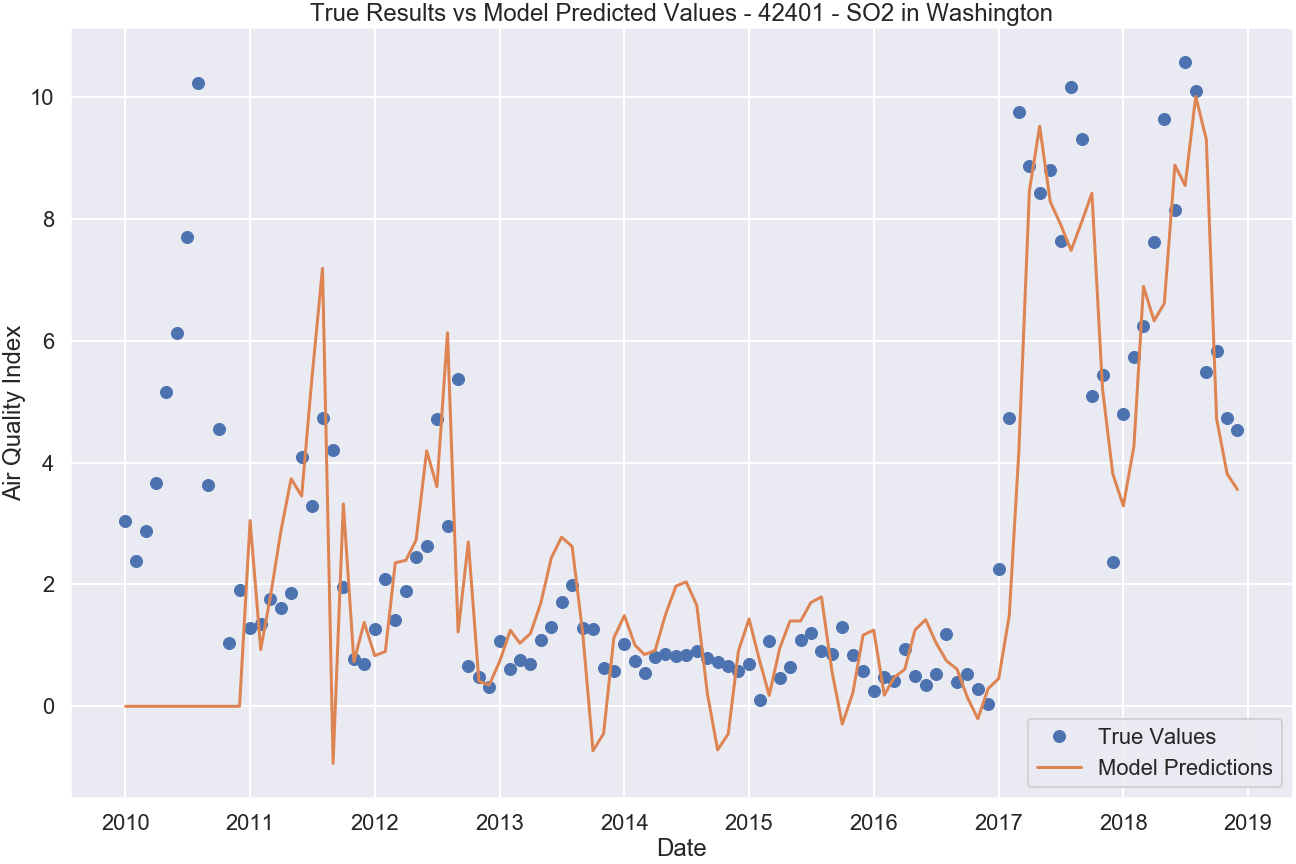 True Results vs Model Predicted Values - 42401 - SO2 in Washington
Air Quality Index
10
8
6
4
2
0
True Values
Model Predictions
2010 2011 2012 2013 2014 2015 2016 2017 2018 2019
Date